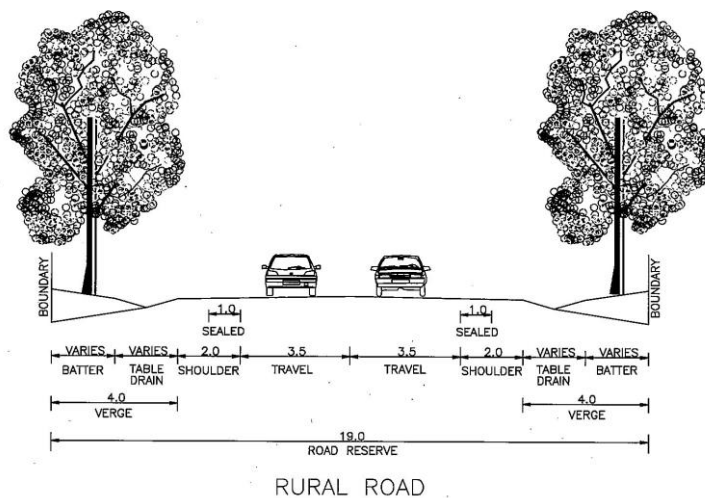 BOUNDARY
BOUNDARY
1.0
SEALED
1.0
SEALED
VARIES VARIES 2.0 3.5 3.5 2.0 VARIES VARIES
BATTER TABLE DRAIN SHOULDER TRAVEL TRAVEL SHOULDER TABLE DRAIN BATTER
4.0
VERGE
4.0
VERGE
19.0
ROAD RESERVE
RURAL ROAD